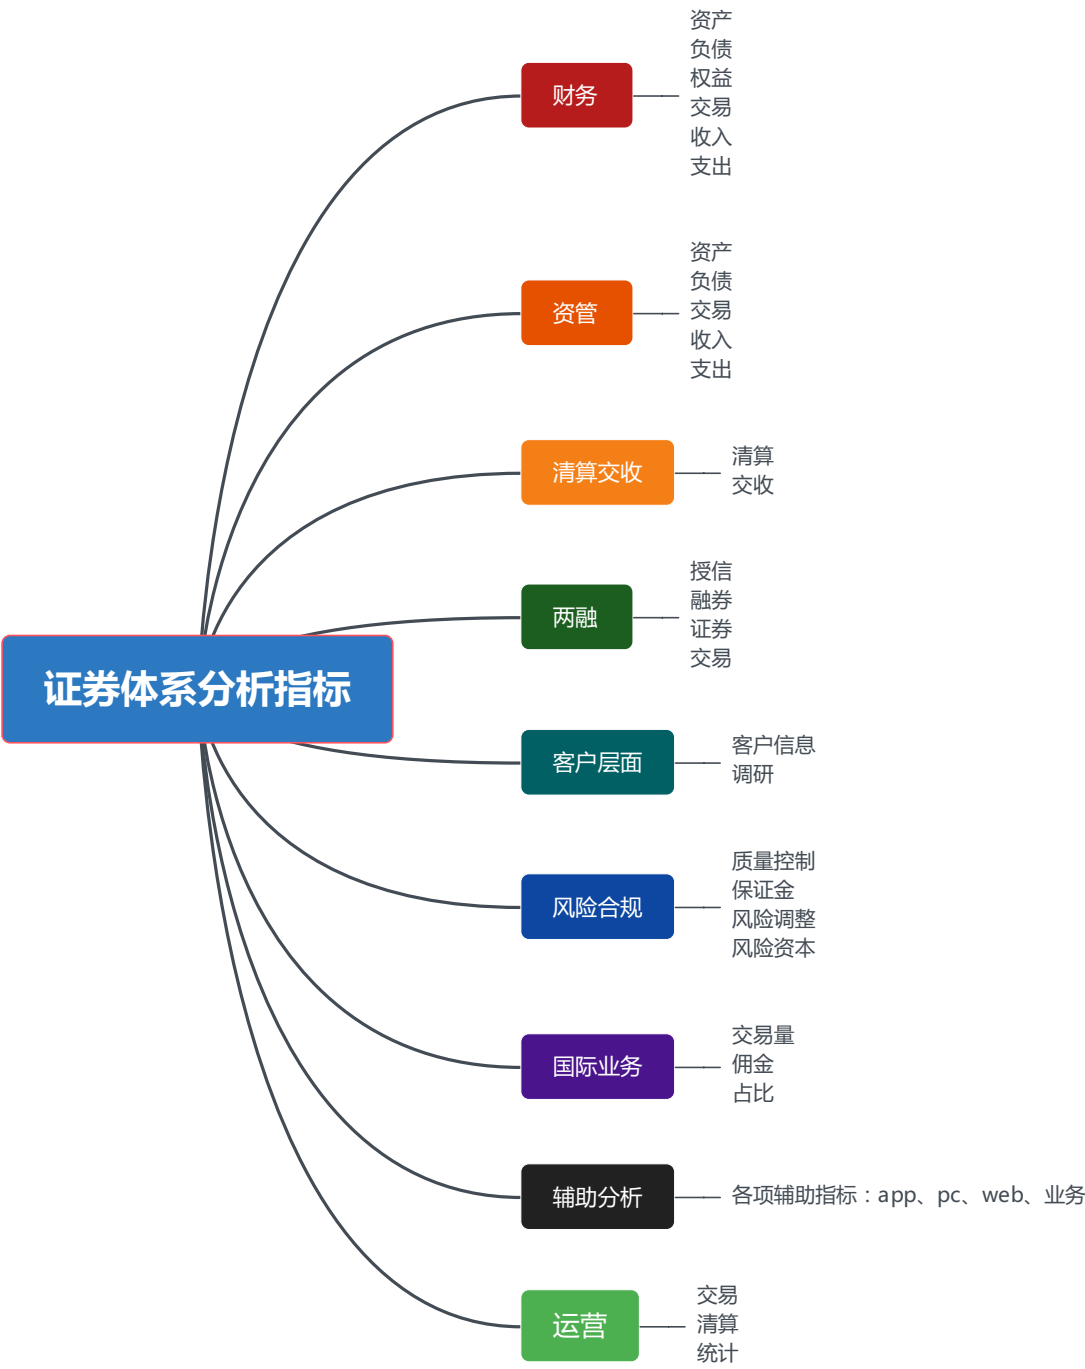 证券体系分析指标
财务
资产
负债
权益
交易
收入
支出
资管
资产
负债
交易
收入
支出
清算交收
清算
交收
两融
授信
融券
证券
交易
客户层面
客户信息
调研
风险合规
质量控制
保证金
风险调整
风险资本
国际业务
交易量
佣金
占比
辅助分析
各项辅助指标：app、pc、web、业务
运营
交易
清算
统计